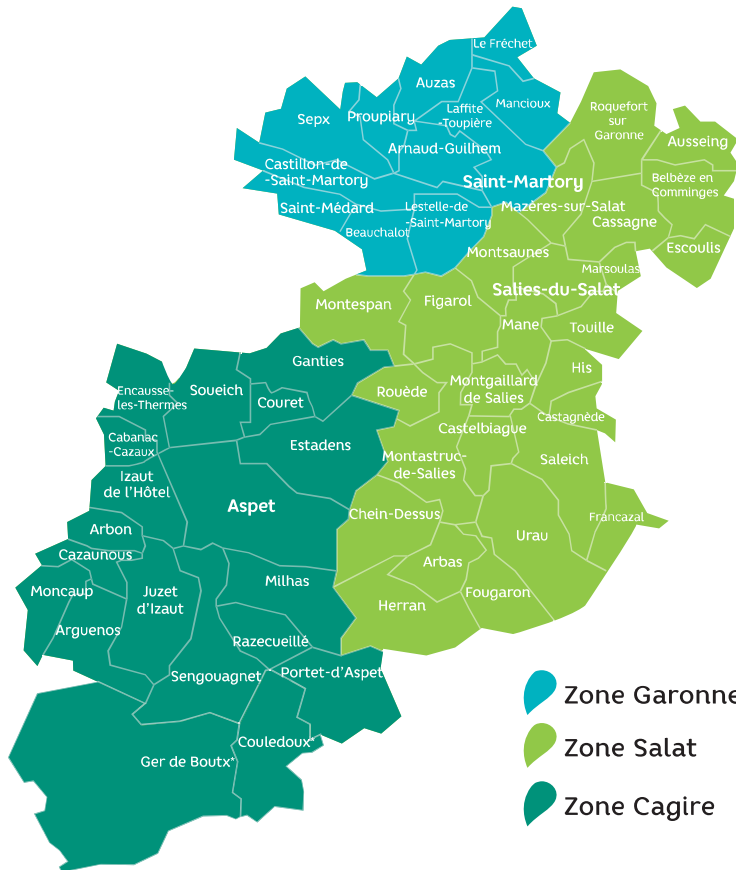 Le Fréchet
Auzas
Mancioux
Laffite
-Toupière
Proupiary
Sepx
Arnaud-Guilhem
Castillon-de-
-Saint-Martory
Saint-Martory
Saint-Médard
Lestelle-de-
-Saint-Martory
Beauchalot
Roquefort
sur
Garonne
Ausseing
Belbèze en
Comminges
Mazères-sur-Salat
Cassagne
Escoulis
Montsaunes
Marsoulas
Salies-du-Salat
Montespan
Figarol
Mane
Touille
His
Rouède
Montgaillard
de Salies
Castagnède
Castelbiague
Montastruc-
de-Salies
Saleich
Chein-Dessus
Francazal
Urau
Arbas
Fougaron
Herran
Ganties
Encausse-
les-Thermes
Soueich
Couret
Cabanac
-Cazaux
Estadens
Izaut
de l'Hôtel
Aspet
Arbon
Cazaunous
Milhas
Moncaup
Juzet
d'Izaut
Arguenos
Razecueillé
Sengouagnet
Portet-d'Aspet
Couledoux*
Ger de Boutx*
Zone Garonne
Zone Salat
Zone Cagire